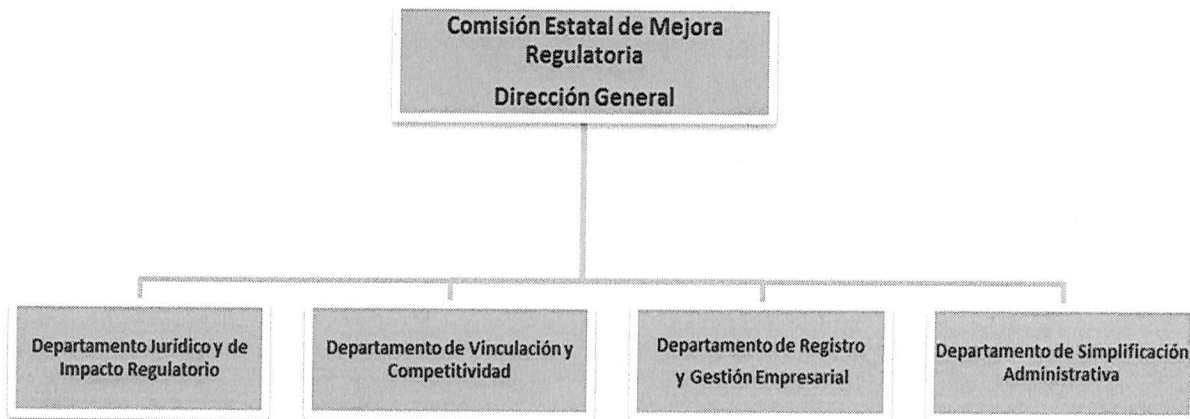 Comisión Estatal de Mejora
Regulatoria
Dirección General
Departamento Jurídico y de
Impacto Regulatorio
Departamento de Vinculación y
Competitividad
Departamento de Registro
y Gestión Empresarial
Departamento de Simplificación
Administrativa